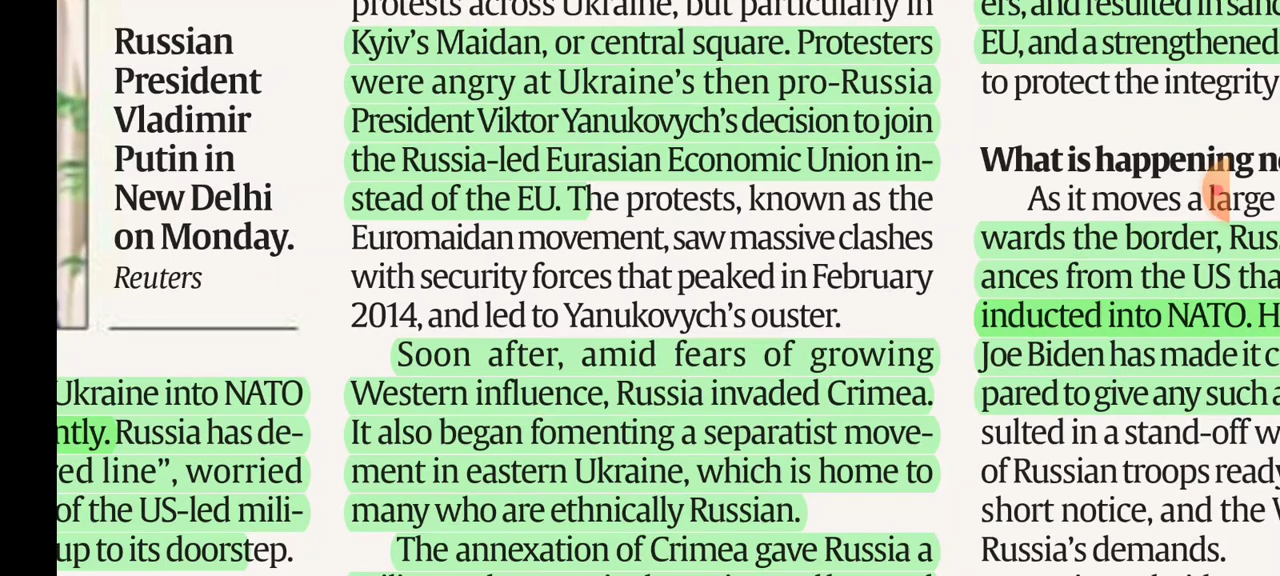 Russian
President
Vladimir
Putin in
New Delhi
on Monday.
Reuters
Ukraine into NATO
ntly. Russia has de-
red line”, worried
of the US-led mili-
up to its doorstep.
protests across Ukraine, but particularly in
Kyiv’s Maidan, or central square. Protesters
were angry at Ukraine’s then pro-Russia
President Viktor Yanukovych’s decision to join
the Russia-led Eurasian Economic Union in-
stead of the EU. The protests, known as the
Euromaidan movement, saw massive clashes
with security forces that peaked in February
2014, and led to Yanukovych’s ouster.
Soon after, amid fears of growing
Western influence, Russia invaded Crimea.
It also began fomenting a separatist move-
ment in eastern Ukraine, which is home to
many who are ethnically Russian.
The annexation of Crimea gave Russia a
ers, and resulted in sanc
EU, and a strengthened
to protect the integrity
What is happening no
As it moves a large
wards the border, Rus
ances from the US tha
inducted into NATO. H
Joe Biden has made it c
pared to give any such a
sulted in a stand-off w
of Russian troops ready
short notice, and the W
Russia’s demands.